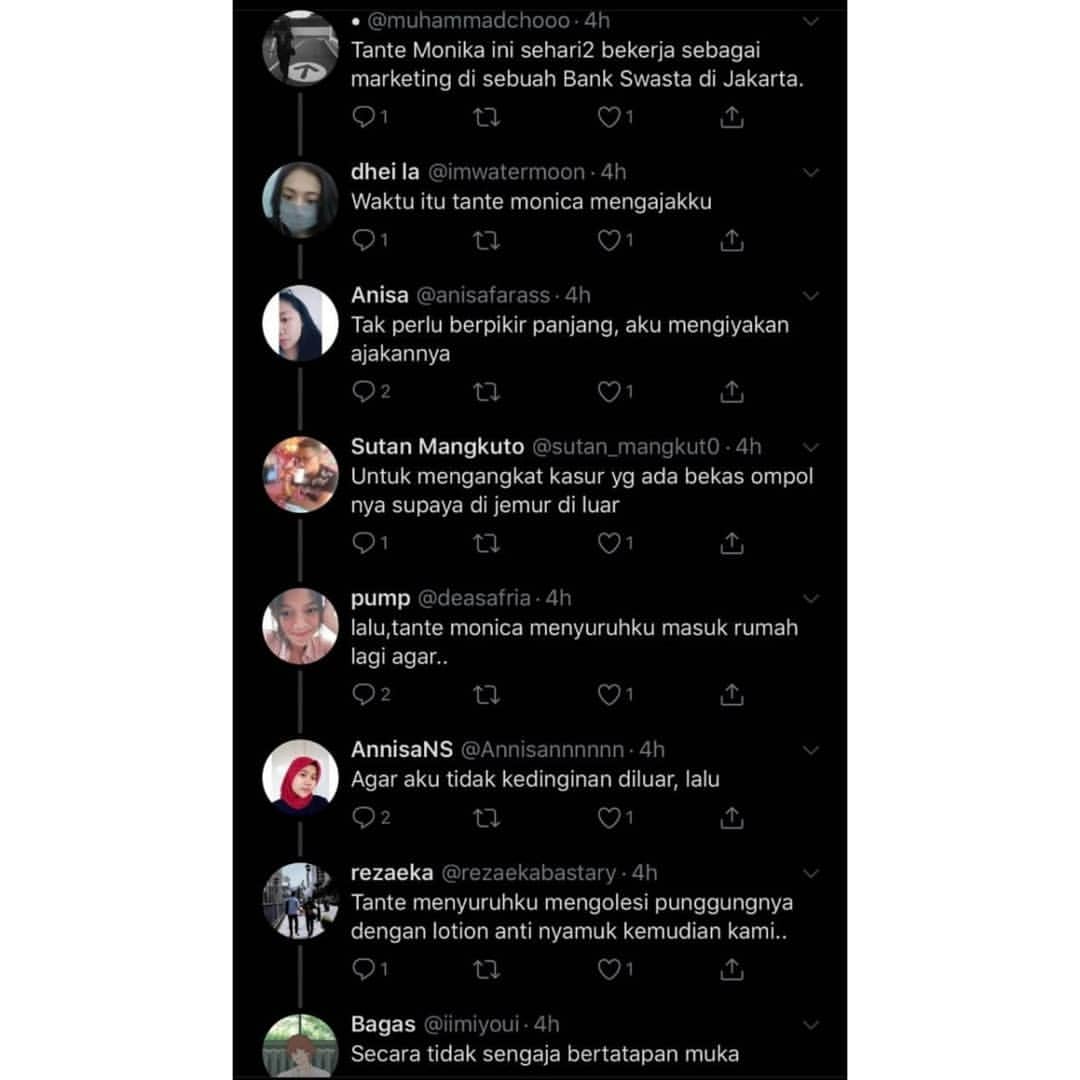 • @muhammadchooo · 4h
Tante Monika ini sehari2 bekerja sebagai
marketing di sebuah Bank Swasta di Jakarta.
1 1
dhei la @imwatermoon · 4h
Waktu itu tante monica mengajakku
1 1
Anisa @anisafarass · 4h
Tak perlu berpikir panjang, aku mengiyakan
ajakannya
2 1
Sutan Mangkuto @sutan_mangkut0 · 4h
Untuk mengangkat kasur yg ada bekas ompol
nya supaya di jemur di luar
1 1
pump @deasafria · 4h
lalu,tante monica menyuruhku masuk rumah
lagi agar..
2 1
AnnisaNS @Annisannnnnn · 4h
Agar aku tidak kedinginan diluar, lalu
2 1
rezaeka @rezaekabastary · 4h
Tante menyuruhku mengolesi punggungnya
dengan lotion anti nyamuk kemudian kami..
1 1
Bagas @iimiyoui · 4h
Secara tidak sengaja bertatapan muka